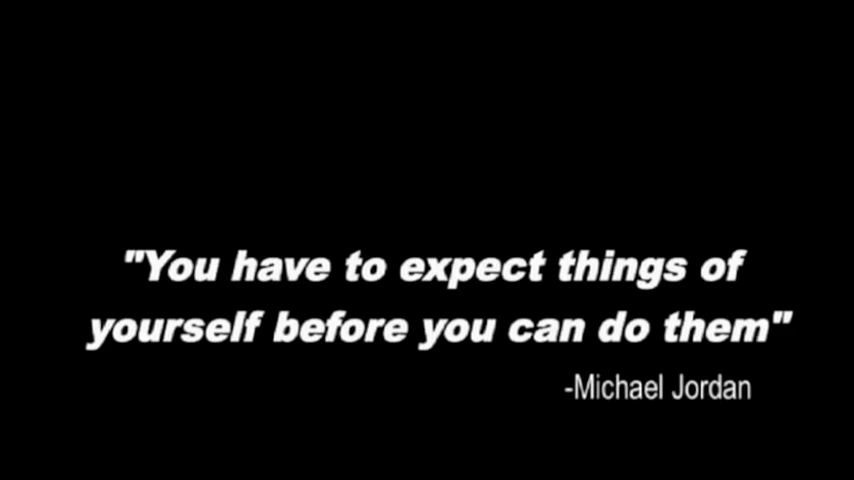 "You have to expect things of
yourself before you can do them"
-Michael Jordan